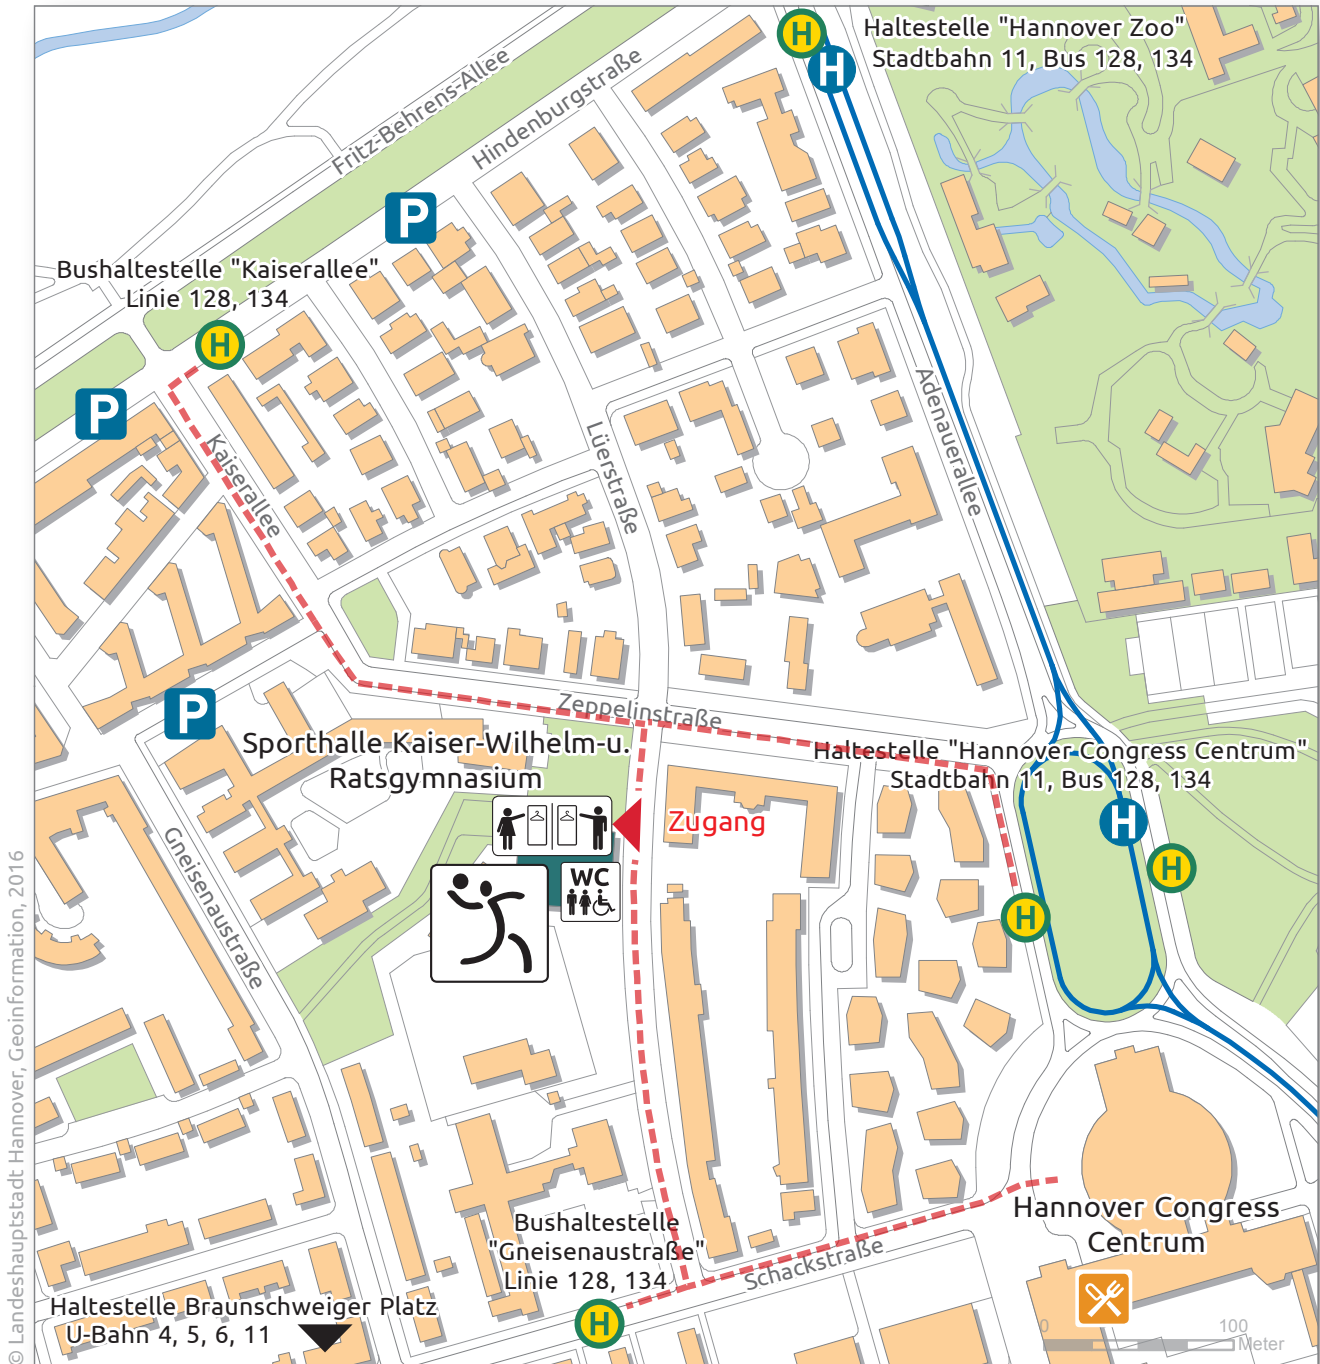 Haltestelle "Hannover Zoo"
Stadtbahn 11, Bus 128, 134
H
H
Fritz-Behrens-Allee
Hindenburgstraße
P
Bushaltestelle "Kaiserallee"
Linie 128, 134
H
P
Kaiserallee
Lüerstraße
Adenauerallee
Zeppelinstraße
P
Sporthalle Kaiser-Wilhelm-u.
Ratsgymnasium
Haltestelle "Hannover-Congress Centrum"
Stadtbahn 11, Bus 128, 134
Zugang
H
H
H
WC
Gneisenaustraße
Hannover Congress
Centrum
Bushaltestelle
"Gneisenaustraße"
Linie 128, 134
H
Schackstraße
Haltestelle Braunschweiger Platz
U-Bahn 4, 5, 6, 11
0 100
Meter
© Landeshauptstadt Hannover, Geoinformation, 2016